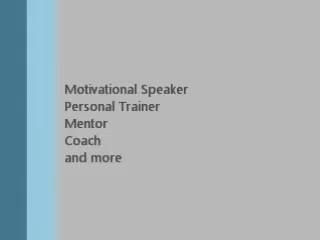 Motivational Speaker
Personal Trainer
Mentor
Coach
and more